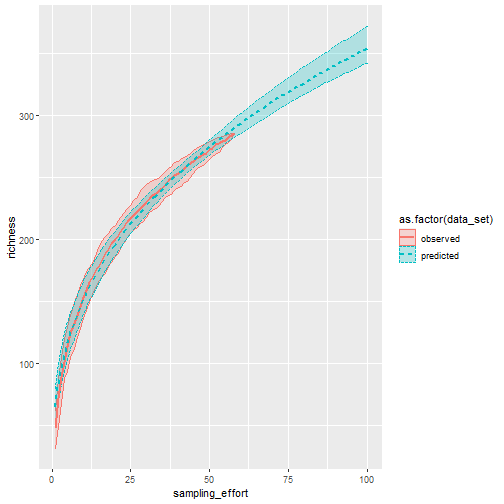 300
200
100
richness
0
25
50
75
100
sampling_effort
as.factor(data_set)
observed
predicted